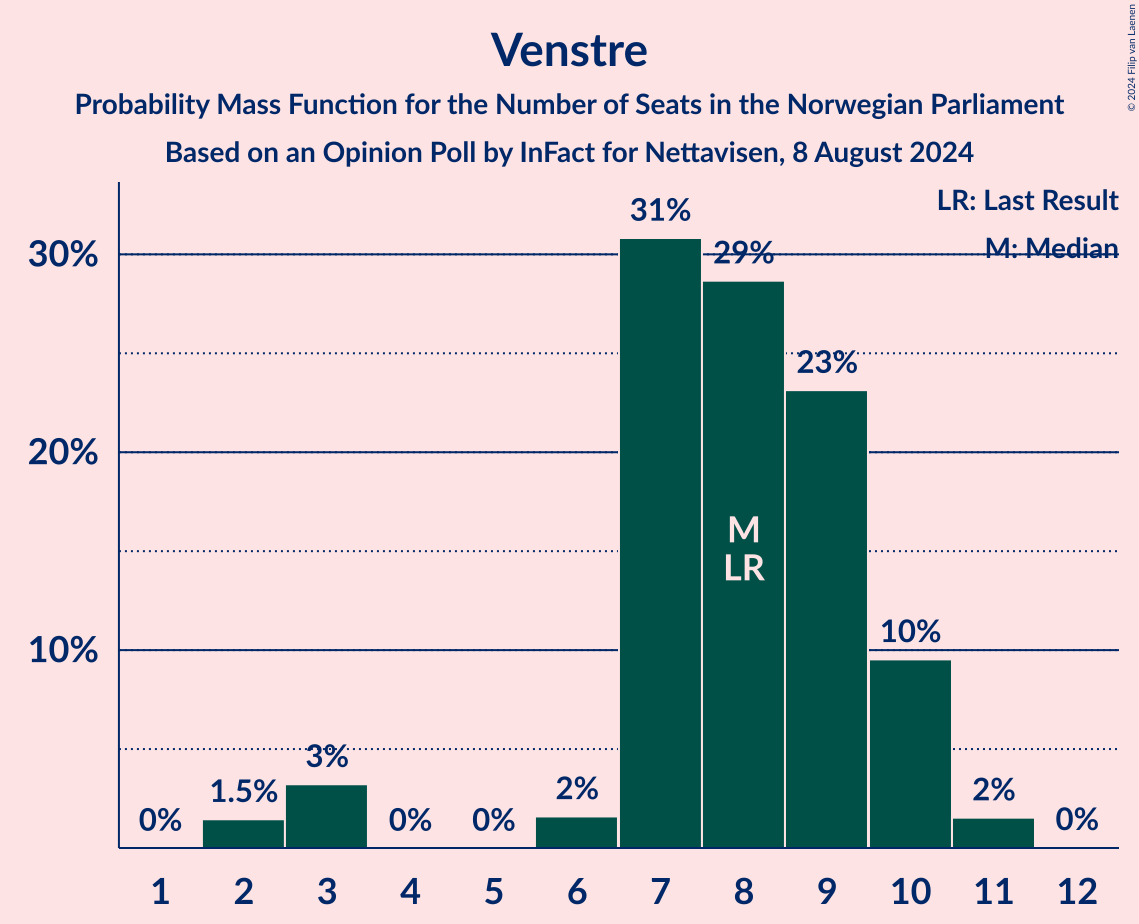 Venstre
Probability Mass Function for the Number of Seats in the Norwegian Parliament
Based on an Opinion Poll by InFact for Nettavisen, 8 August 2024
© 2024 Filip van Laenen
LR: Last Result
M: Median
30%
20%
10%
0%
1.5%
3%
0%
0%
2%
31%
29%
23%
10%
2%
0%
M
LR
1 2 3 4 5 6 7 8 9 10 11 12